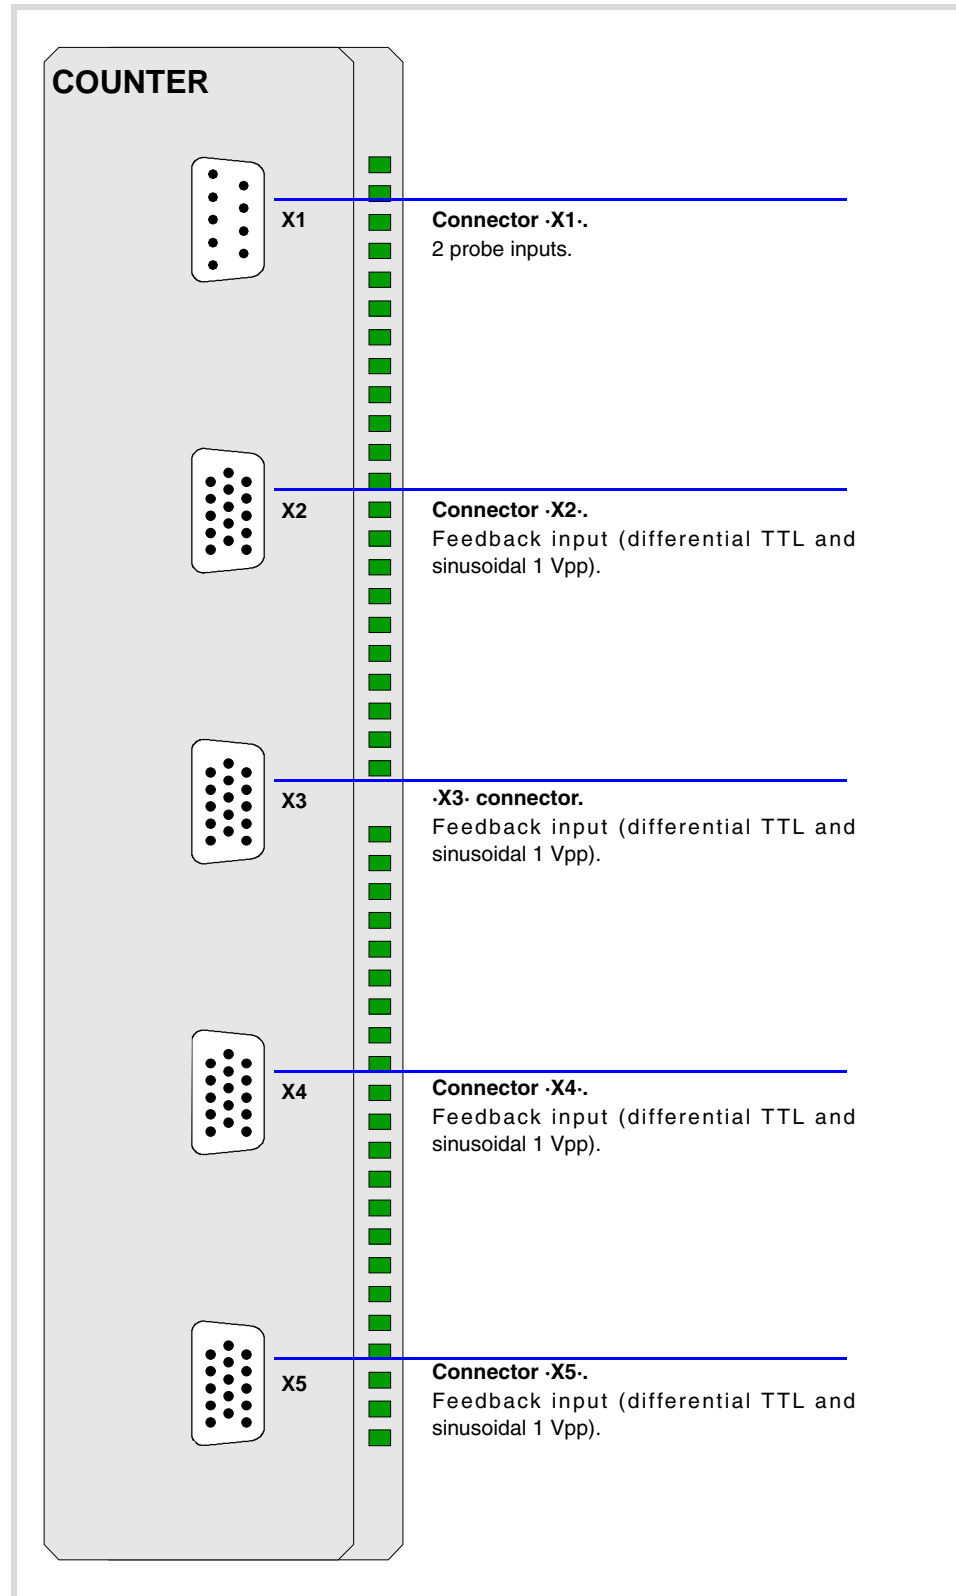 COUNTER
X1
Connector ·X1·.
2 probe inputs.
X2
Connector ·X2·.
Feedback input (differential TTL and
sinusoidal 1 Vpp).
X3
·X3· connector.
Feedback input (differential TTL and
sinusoidal 1 Vpp).
X4
Connector ·X4·.
Feedback input (differential TTL and
sinusoidal 1 Vpp).
X5
Connector ·X5·.
Feedback input (differential TTL and
sinusoidal 1 Vpp).